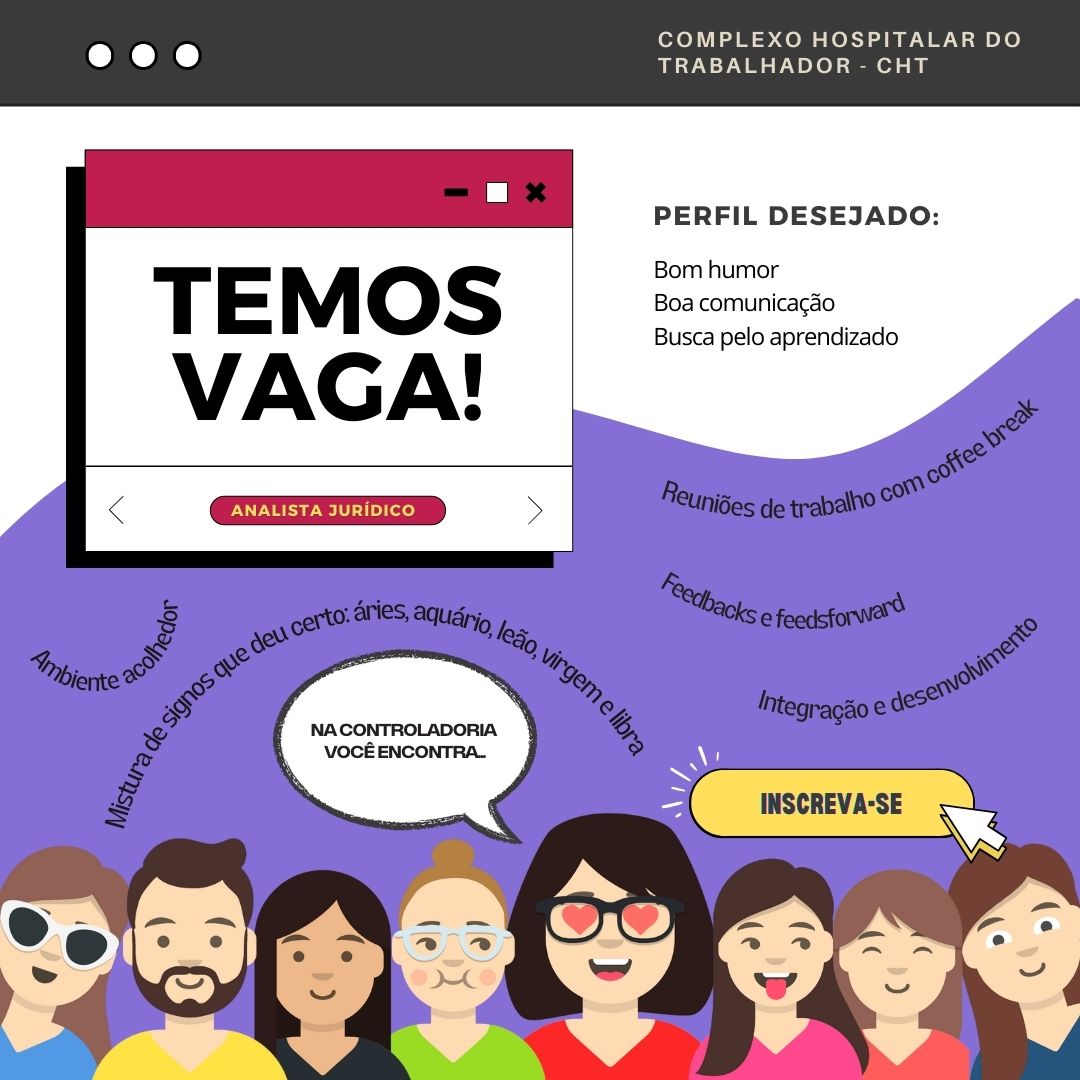 COMPLEXO HOSPITALAR DO
TRABALHADOR - CHT
TEMOS
VAGA!
ANALISTA JURÍDICO
PERFIL DESEJADO:
Bom humor
Boa comunicação
Busca pelo aprendizado
Reuniões de trabalho com coffee break
Feedbacks e feedsforward
Integração e desenvolvimento
Ambiente acolhedor
Mistura de signos que deu certo: áries, aquário, leão, virgem e libra
NA CONTROLADORIA
VOCÊ ENCONTRA...
INSCREVA-SE